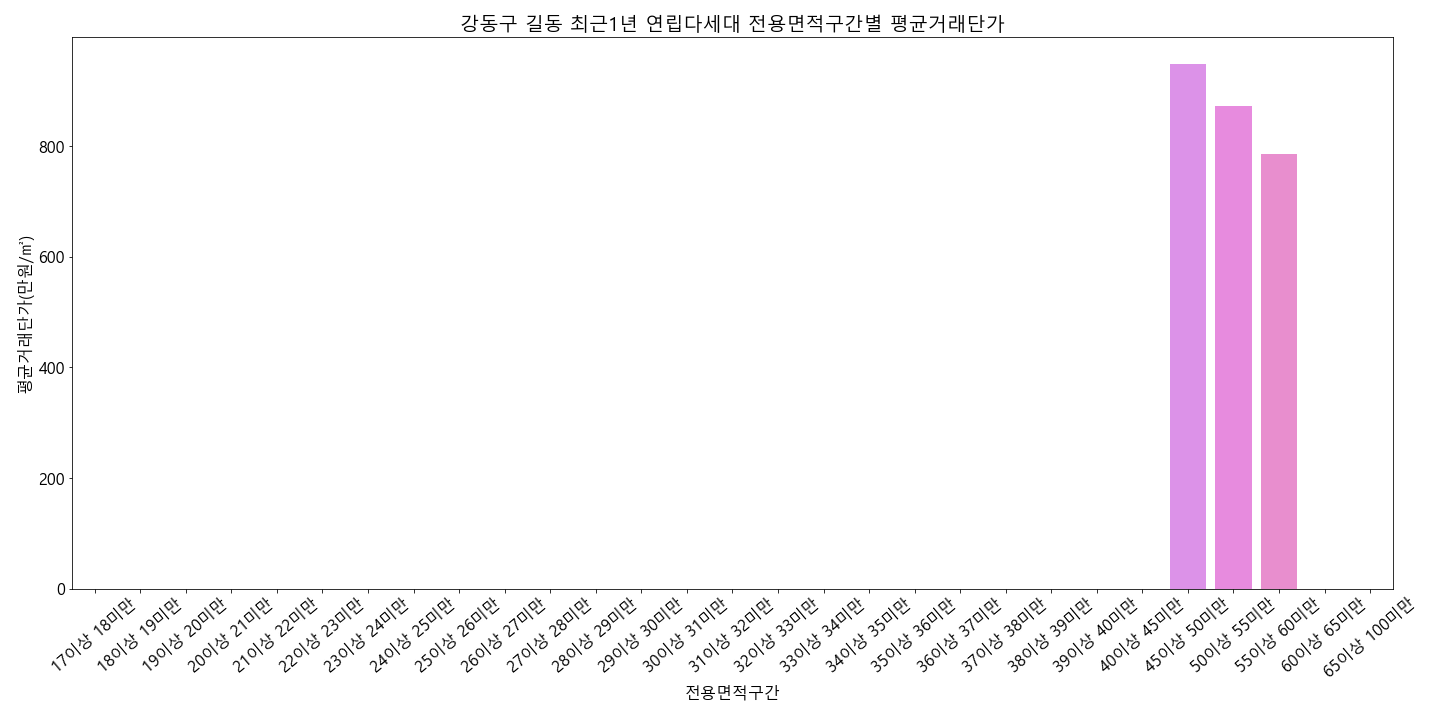 강동구 길동 최근1년 연립다세대 전용면적구간별 평균거래단가
평균거래단가(만원/㎡)
800
600
400
200
0
17이상 18미만
18이상 19미만
19이상 20미만
20이상 21미만
21이상 22미만
22이상 23미만
23이상 24미만
24이상 25미만
25이상 26미만
26이상 27미만
27이상 28미만
28이상 29미만
29이상 30미만
30이상 31미만
31이상 32미만
32이상 33미만
33이상 34미만
34이상 35미만
35이상 36미만
36이상 37미만
37이상 38미만
38이상 39미만
39이상 40미만
40이상 45미만
45이상 50미만
50이상 55미만
55이상 60미만
60이상 65미만
65이상 100미만
전용면적구간